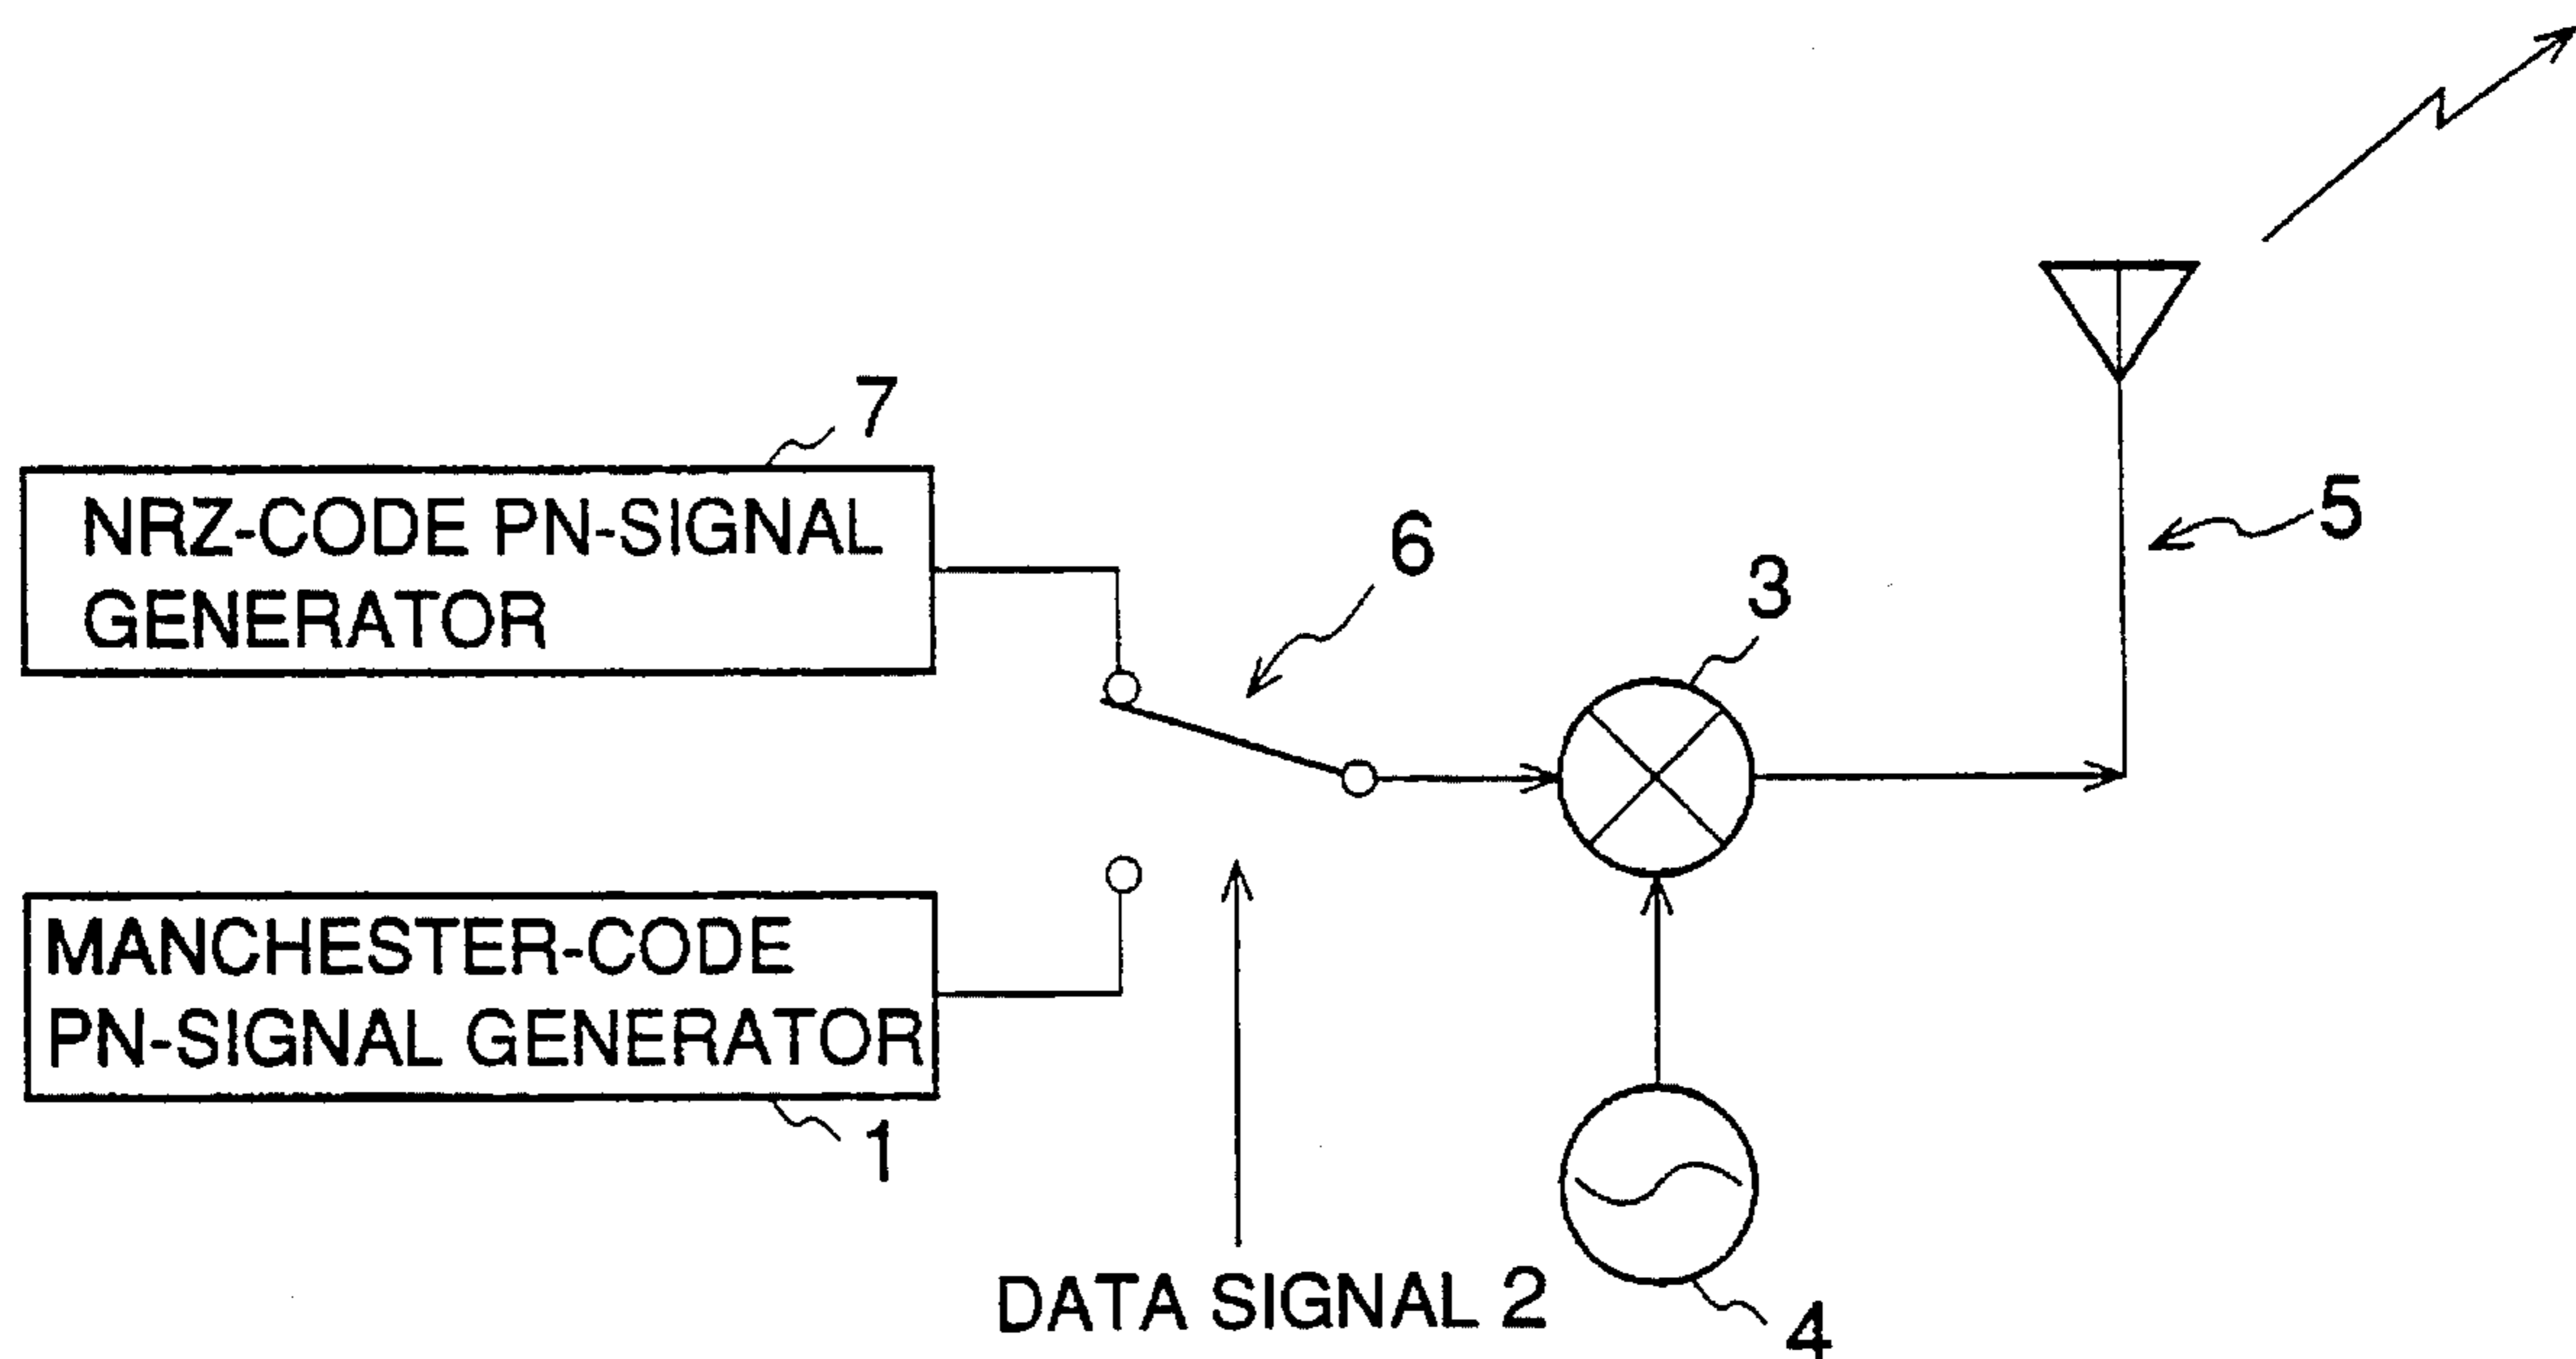 7
NRZ-CODE PN-SIGNAL
GENERATOR
6
5
3
MANCHESTER-CODE
PN-SIGNAL GENERATOR
1
DATA SIGNAL 2
4